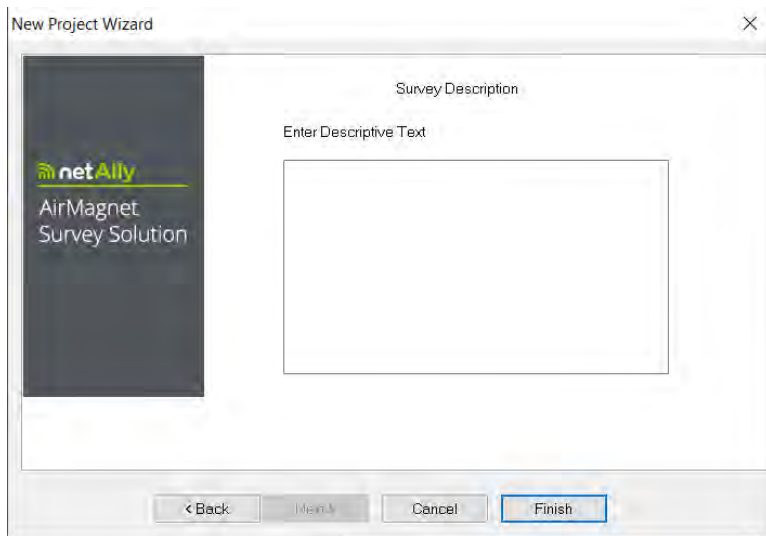 New Project Wizard
Survey Description
Enter Descriptive Text
netAlly
AirMagnet
Survey Solution
< Back
Cancel
Finish